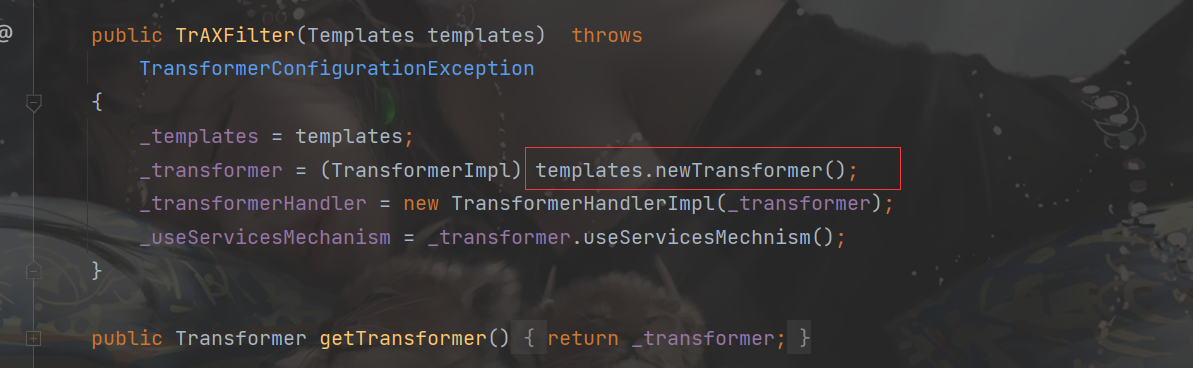 @
public TrAXFilter(Templates templates)  throws
TransformerConfigurationException
{
_templates = templates;
_transformer = (TransformerImpl) templates.newTransformer();
_transformerHandler = new TransformerHandlerImpl(_transformer);
_useServicesMechanism = _transformer.useServicesMechnism();
}
public Transformer getTransformer() { return _transformer; }